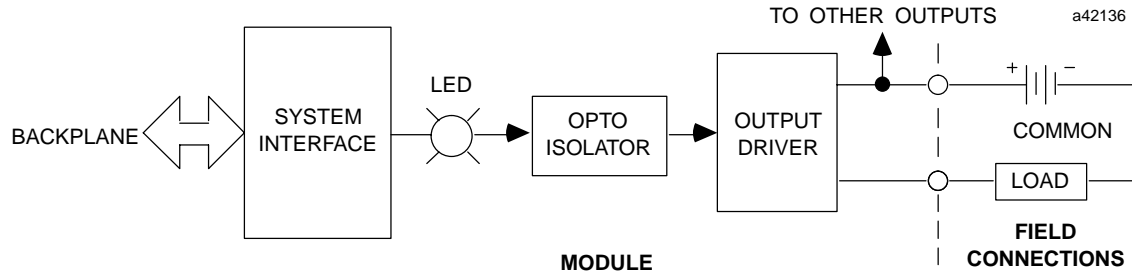 TO OTHER OUTPUTS
a42136
LED
+
−
BACKPLANE
SYSTEM
INTERFACE
OPTO
ISOLATOR
OUTPUT
DRIVER
COMMON
LOAD
MODULE
FIELD
CONNECTIONS